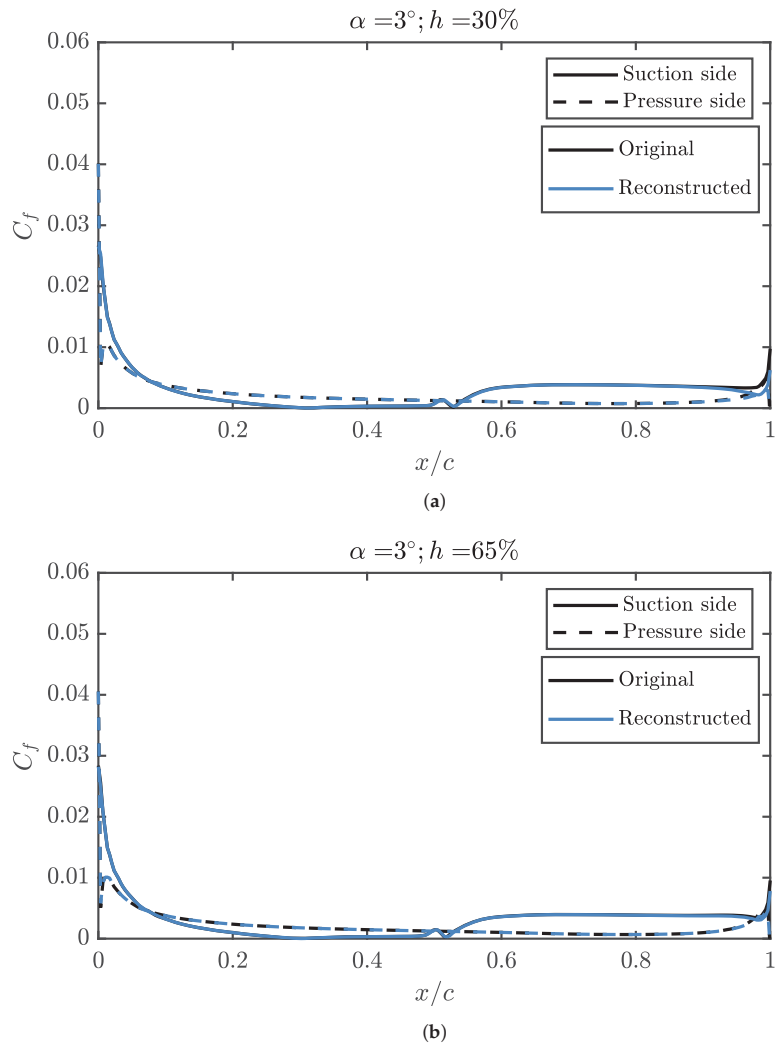 α =3°; h =30%
0.06
0.05
0.04
0.03
0.02
0.01
0
C_f
Suction side
Pressure side
Original
Reconstructed
0 0.2 0.4 0.6 0.8 1
x/c
(a)
α =3°; h =65%
0.06
0.05
0.04
0.03
0.02
0.01
0
C_f
Suction side
Pressure side
Original
Reconstructed
0 0.2 0.4 0.6 0.8 1
x/c
(b)